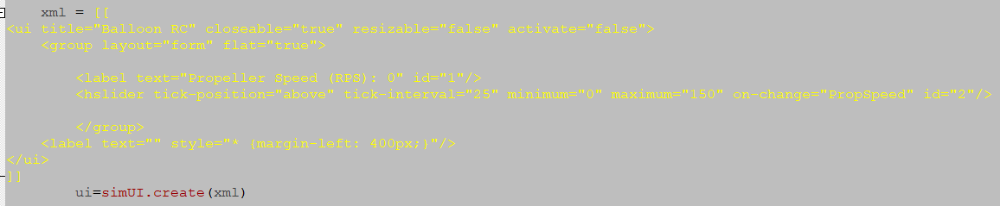 xml = [[
<ui title="Balloon RC" closeable="true" resizable="false" activate="false">
<group layout="form" flat="true">
<label text="Propeller Speed (RPS): 0" id="1"/>
<hslider tick-position="above" tick-interval="25" minimum="0" maximum="150" on-change="PropSpeed" id="2"/>
</group>
<label text="" style="* {margin-left: 400px;}"/>
</ui>
]]
ui=simUI.create(xml)